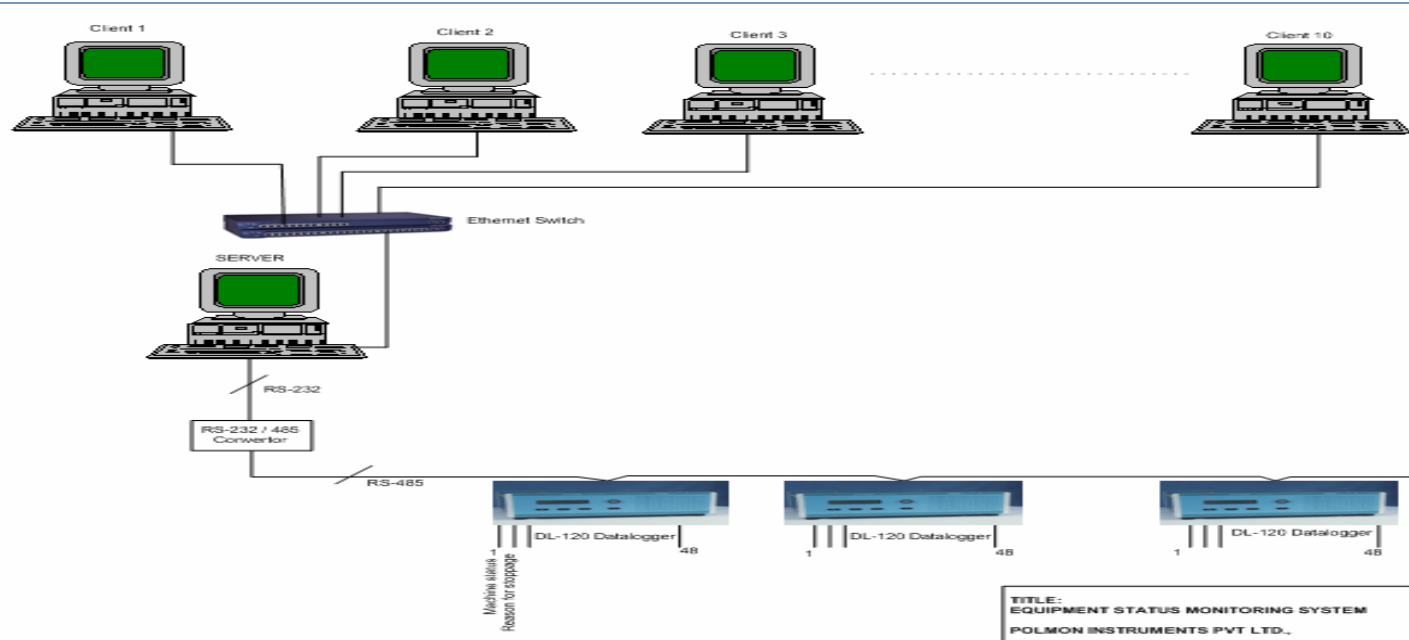 Client 1
Client 2
Client 3
Client 10
Ethernet Switch
SERVER
RS-232
RS-232 / 485
Convertor
RS-485
DL-120 Datalogger
DL-120 Datalogger
DL-120 Datalogger
1
48
1
48
1
48
Machine status
Reason for stoppage
TITLE:
EQUIPMENT STATUS MONITORING SYSTEM
POLMON INSTRUMENTS PVT LTD.,